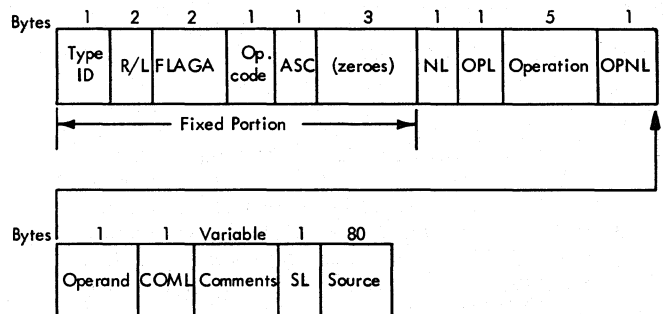 Bytes 1 2 2 1 1 3 1 1 5 1
Type ID R/L FLAGA Op. code ASC (zeroes) NL OPL Operation OPNL
Fixed Portion
Bytes 1 1 Variable 1 80
Operand COML Comments SL Source